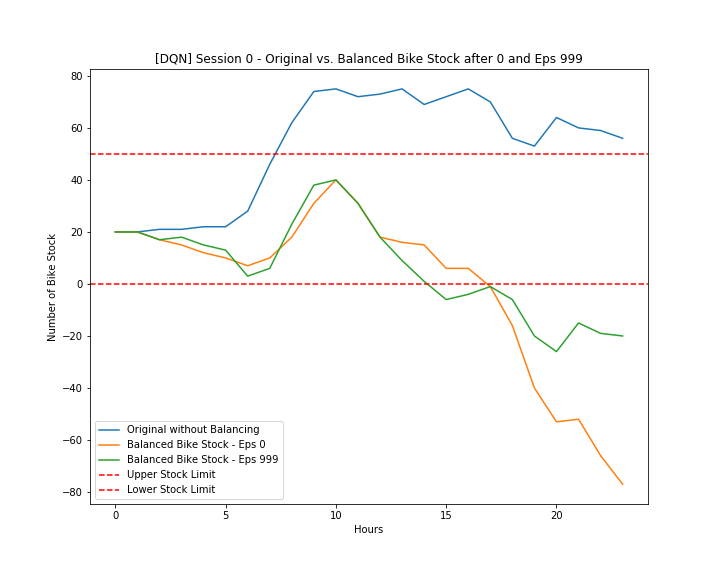 [DQN] Session 0 - Original vs. Balanced Bike Stock after 0 and Eps 999
80
60
40
20
0
−20
−40
−60
−80
Number of Bike Stock
Original without Balancing
Balanced Bike Stock - Eps 0
Balanced Bike Stock - Eps 999
Upper Stock Limit
Lower Stock Limit
0 5 10 15 20
Hours